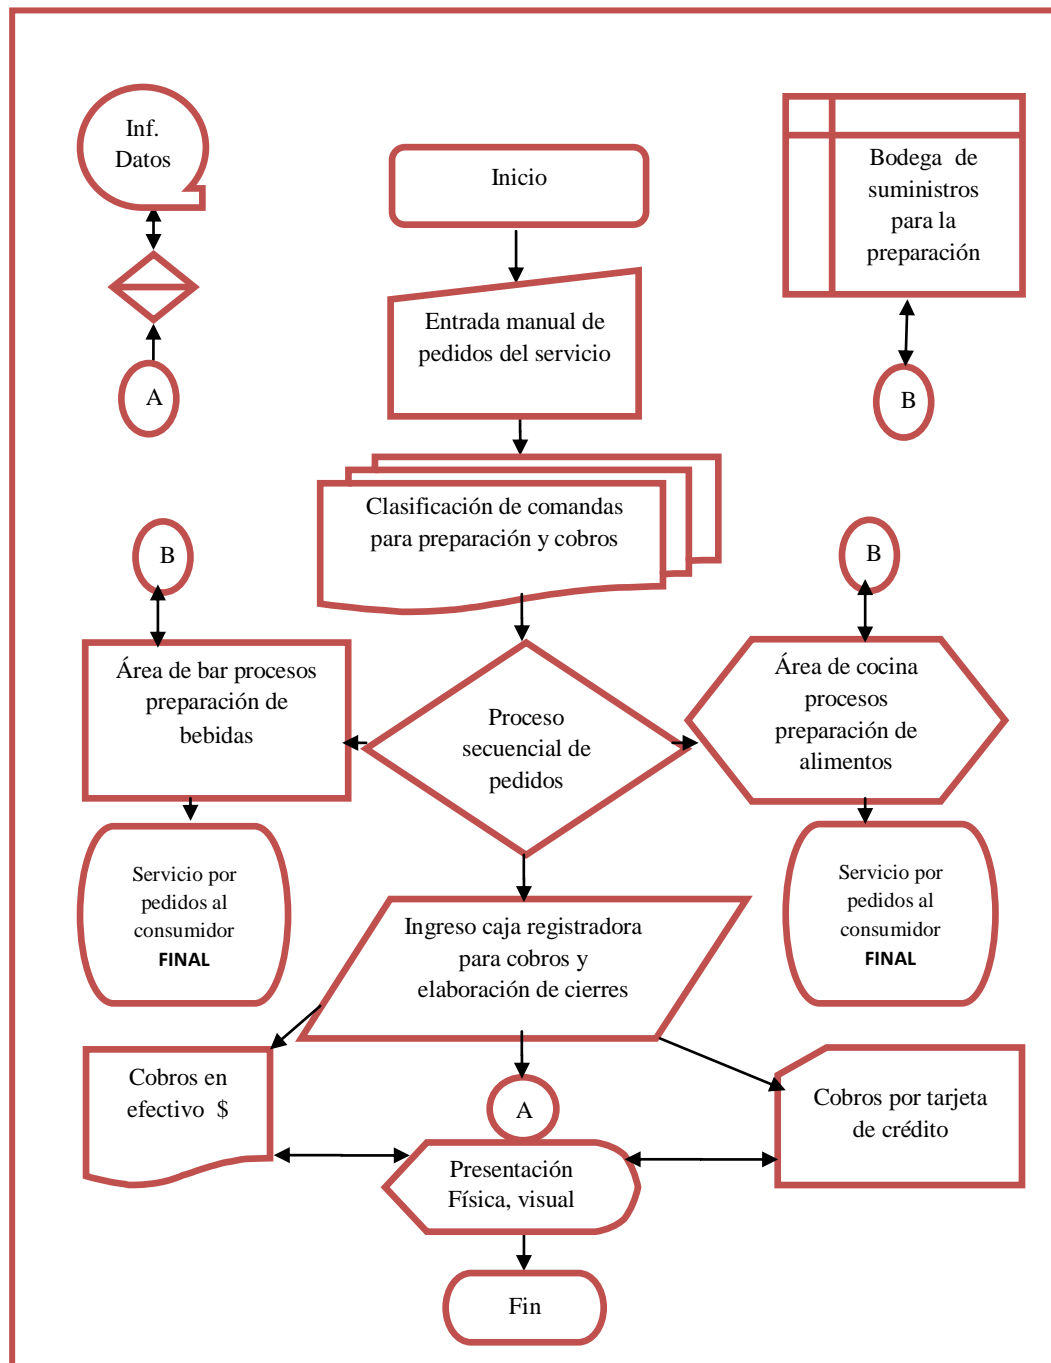 Inf.
Datos
Inicio
Bodega de
suministros
para la
preparación
Entrada manual de
pedidos del servicio
A
B
Clasificación de comandas
para preparación y cobros
B
B
Área de bar procesos
preparación de
bebidas
Proceso
secuencial de
pedidos
Área de cocina
procesos
preparación de
alimentos
Servicio por
pedidos al
consumidor
FINAL
Ingreso caja registradora
para cobros y
elaboración de cierres
Servicio por
pedidos al
consumidor
FINAL
Cobros en
efectivo $
A
Cobros por tarjeta
de crédito
Presentación
Física, visual
Fin